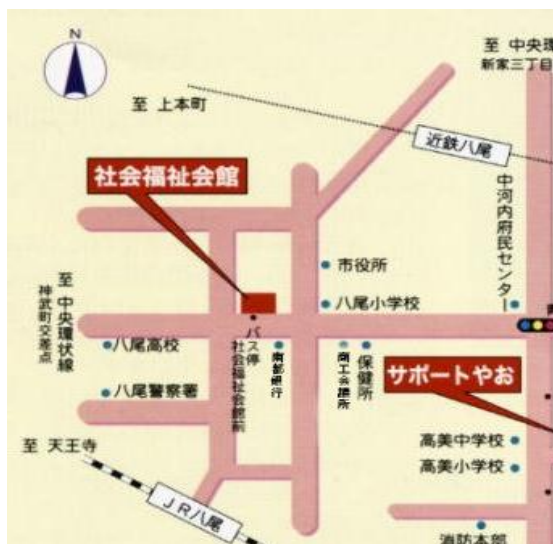 N
至 中央環
新家三丁目
至 上本町
近鉄八尾
社会福祉会館
中河内府民センター
市役所
至 中央環状線
神武町交差点
八尾小学校
八尾高校
バス停
社会福祉会館前
南都銀行
商工会議所
保健所
サポートやお
八尾警察署
至 天王寺
高美中学校
高美小学校
JR八尾
消防本部